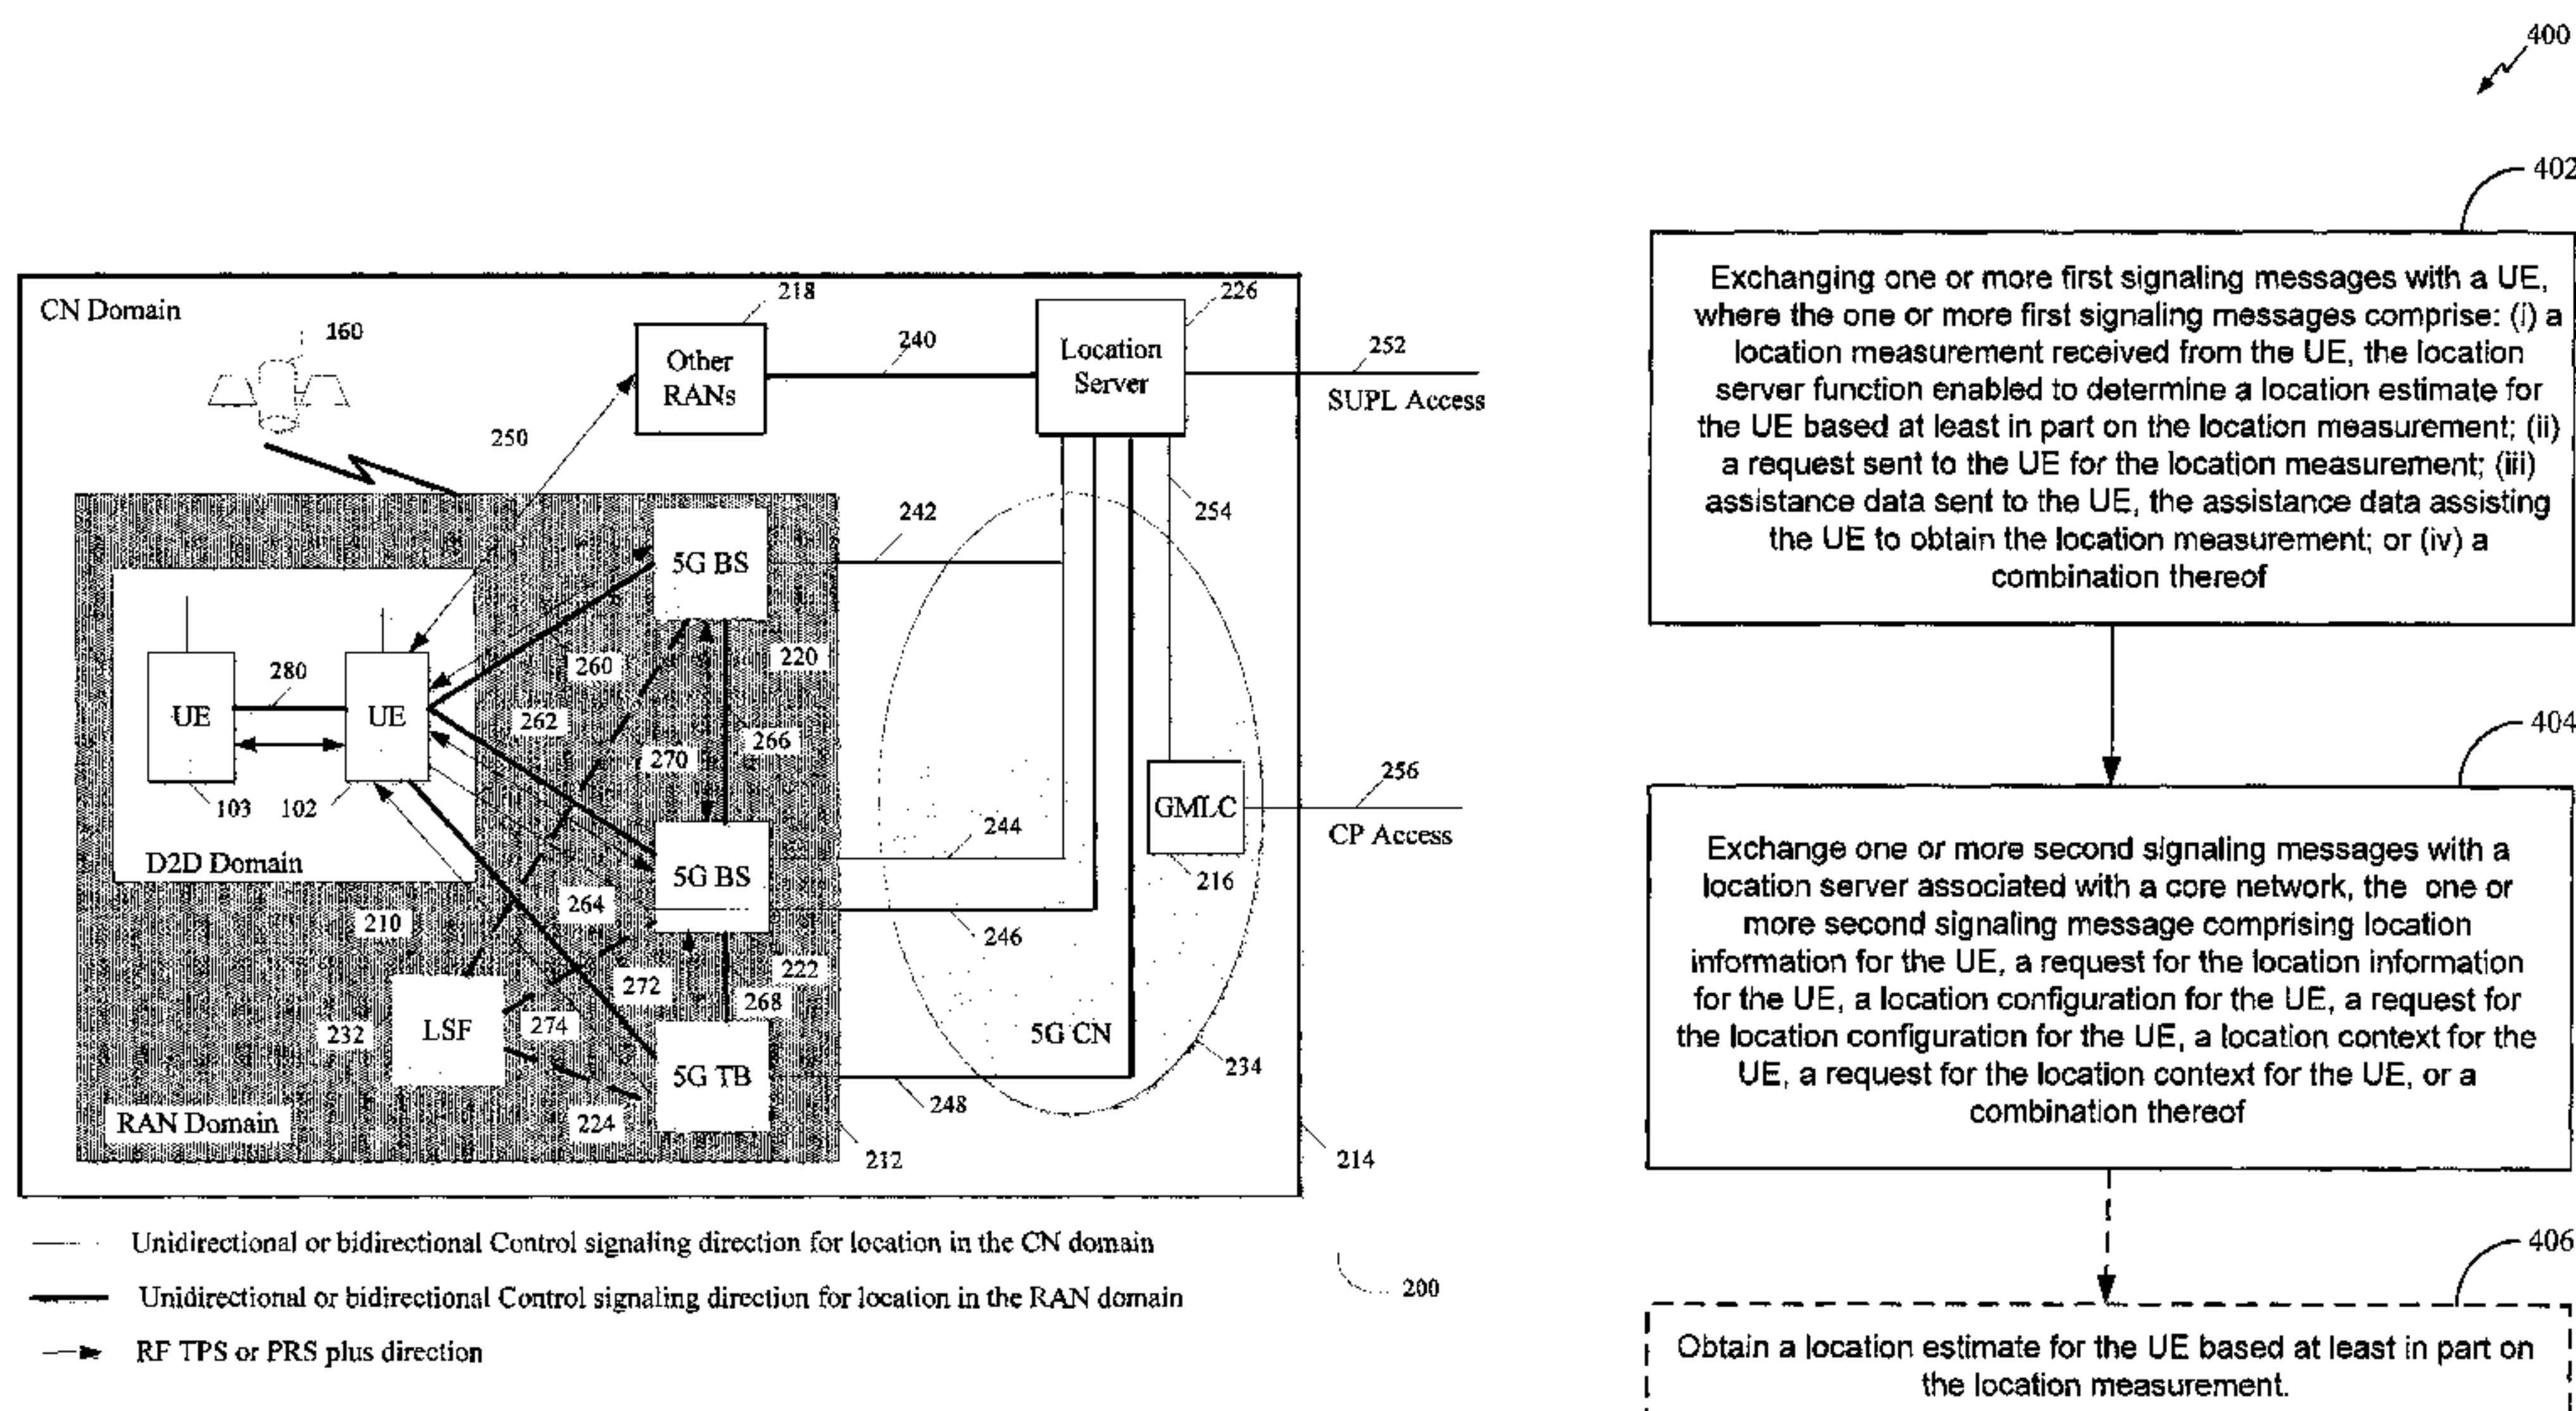 CN Domain
160
218
226
Other
RANs
240
Location
Server
252
SUPL Access
250
242
254
5G BS
220
260
280
UE
UE
262
270
266
103
102
D2D Domain
244
256
GMLC
CP Access
216
5G BS
264
210
246
272
222
268
LSF
232
274
5G CN
234
5G TB
224
248
RAN Domain
212
214
Unidirectional or bidirectional Control signaling direction for location in the CN domain
Unidirectional or bidirectional Control signaling direction for location in the RAN domain
RF TPS or PRS plus direction
200
400
402
Exchanging one or more first signaling messages with a UE,
where the one or more first signaling messages comprise: (i) a
location measurement received from the UE, the location
server function enabled to determine a location estimate for
the UE based at least in part on the location measurement; (ii)
a request sent to the UE for the location measurement; (iii)
assistance data sent to the UE, the assistance data assisting
the UE to obtain the location measurement; or (iv) a
combination thereof
404
Exchange one or more second signaling messages with a
location server associated with a core network, the one or
more second signaling message comprising location
information for the UE, a request for the location information
for the UE, a location configuration for the UE, a request for
the location configuration for the UE, a location context for the
UE, a request for the location context for the UE, or a
combination thereof
406
Obtain a location estimate for the UE based at least in part on
the location measurement.